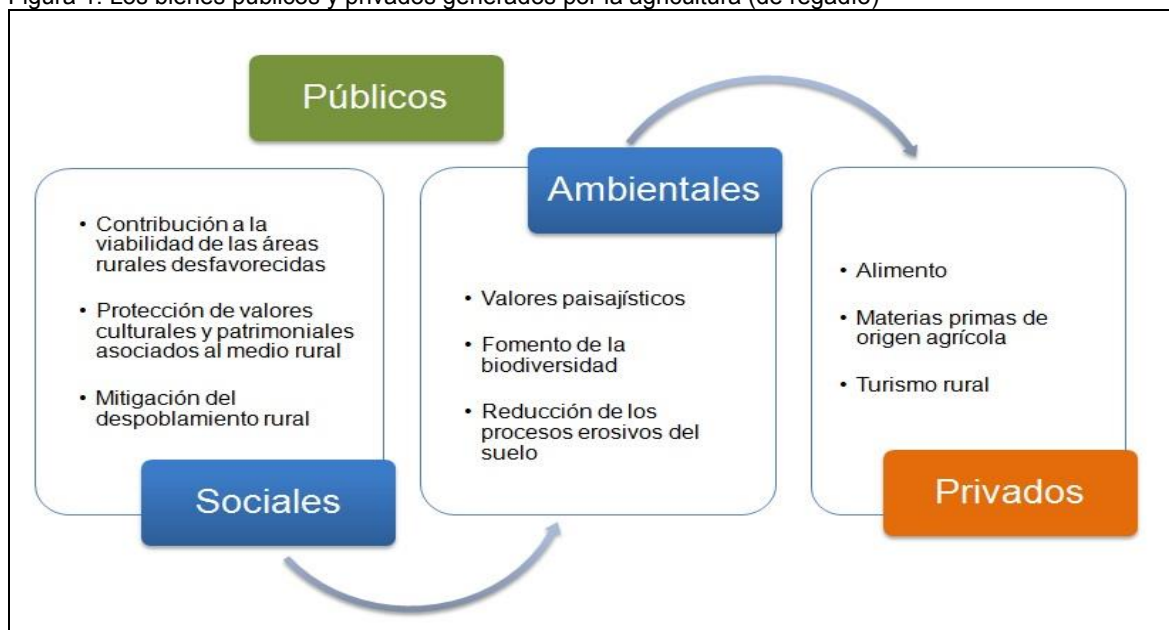 Figura 1. Los bienes públicos y privados generados por la agricultura (de regadío)
Públicos
• Contribución a la
viabilidad de las áreas
rurales desfavorecidas
• Protección de valores
culturales y patrimoniales
asociados al medio rural
• Mitigación del
despoblamiento rural
Sociales
Ambientales
• Valores paisajísticos
• Fomento de la
biodiversidad
• Reducción de los
procesos erosivos del
suelo
• Alimento
• Materias primas de
origen agrícola
• Turismo rural
Privados